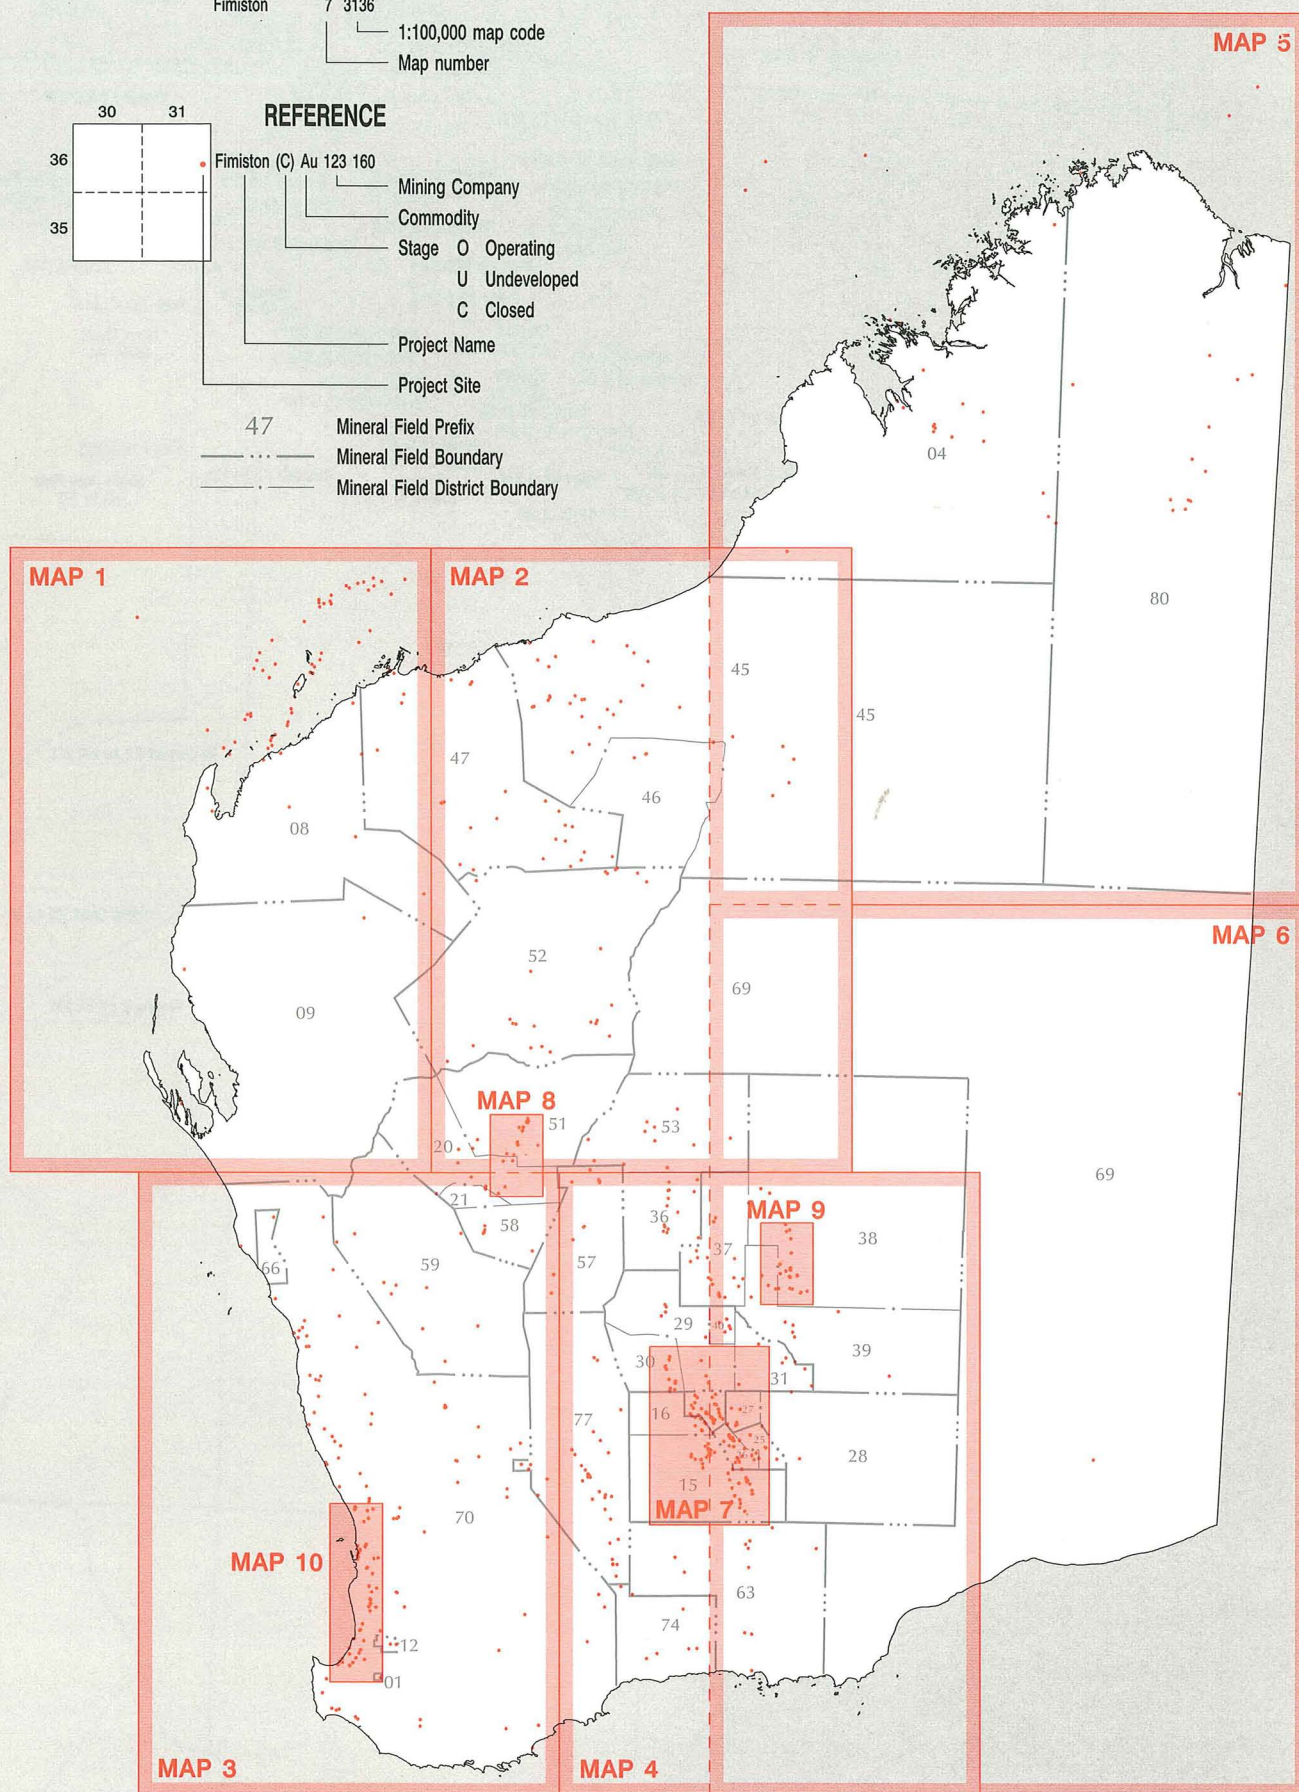 Fimiston 7 3136
1:100,000 map code
Map number
REFERENCE
30 31
36
35
Fimiston (C) Au 123 160
Mining Company
Commodity
Stage O Operating
U Undeveloped
C Closed
Project Name
Project Site
47 Mineral Field Prefix
Mineral Field Boundary
Mineral Field District Boundary
MAP 5
04
MAP 1
MAP 2
80
45
45
47
46
08
MAP 6
52
69
09
MAP 8
51
53
20
69
21
36
MAP 9
58
38
37
57
59
66
29
40
39
30
31
27
16
77
25
28
26
15
MAP 7
70
MAP 10
63
74
12
01
MAP 3
MAP 4